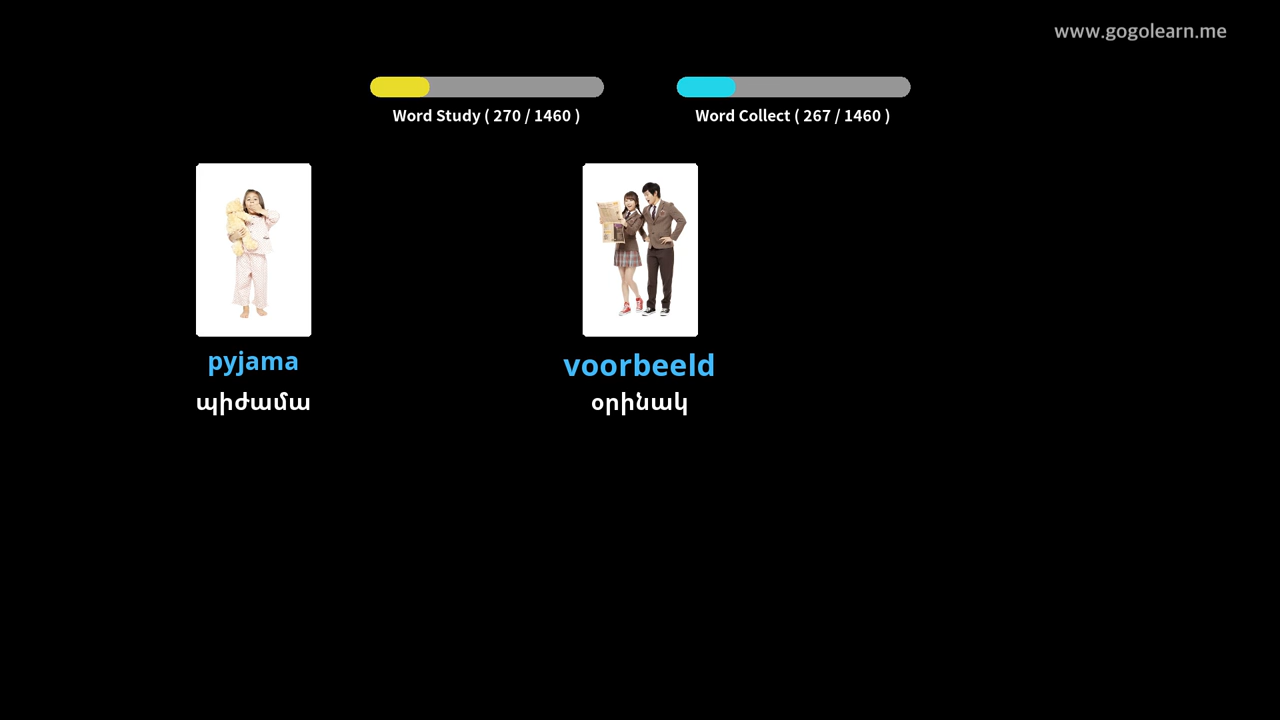 www.gogolearn.me
Word Study ( 270 / 1460 )
Word Collect ( 267 / 1460 )
pyjama
պիժամա
voorbeeld
օրինակ